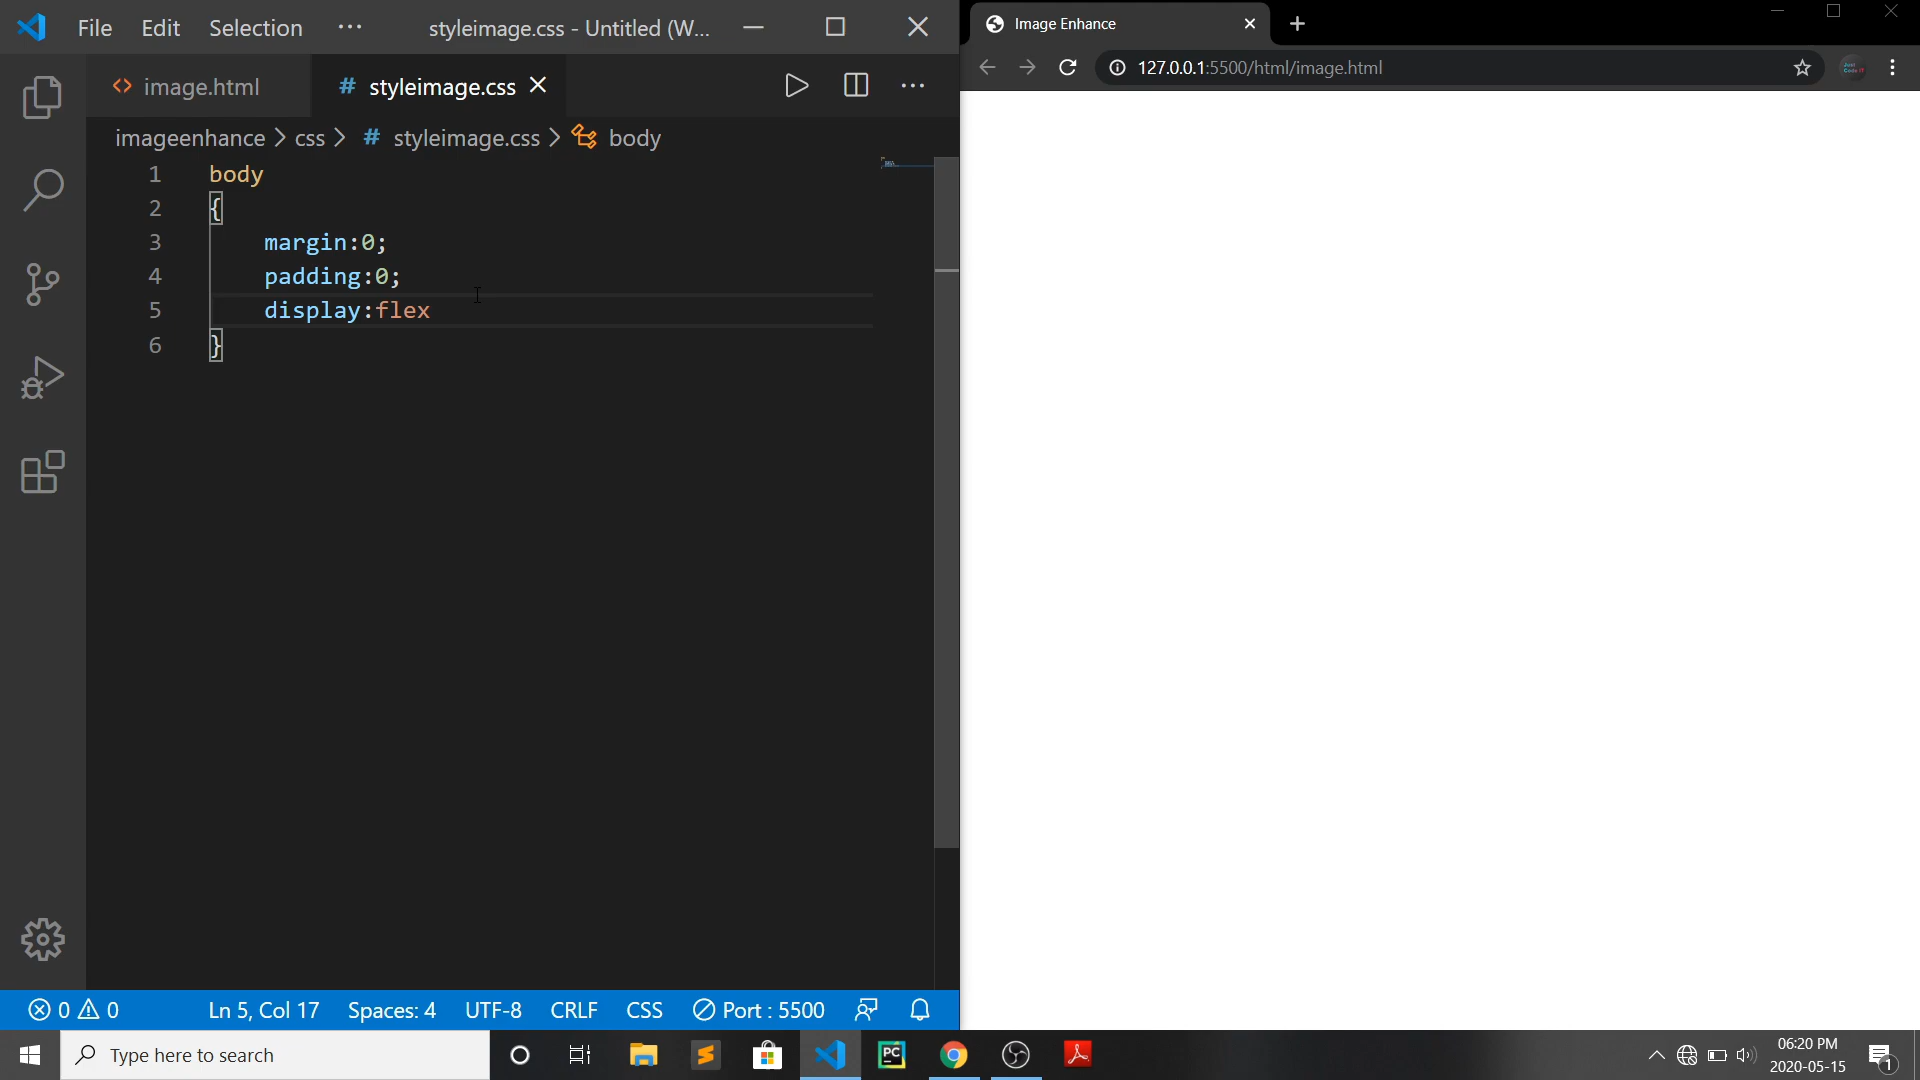 File Edit Selection ··· styleimage.css - Untitled (W...
image.html # styleimage.css
imageenhance > css > # styleimage.css > body
1 body
2 {
3 margin:0;
4 padding:0;
5 display:flex
6 }
0 0 Ln 5, Col 17 Spaces: 4 UTF-8 CRLF CSS Port : 5500
Image Enhance
127.0.0.1:5500/html/image.html
Type here to search
PC
06:20 PM
2020-05-15
1